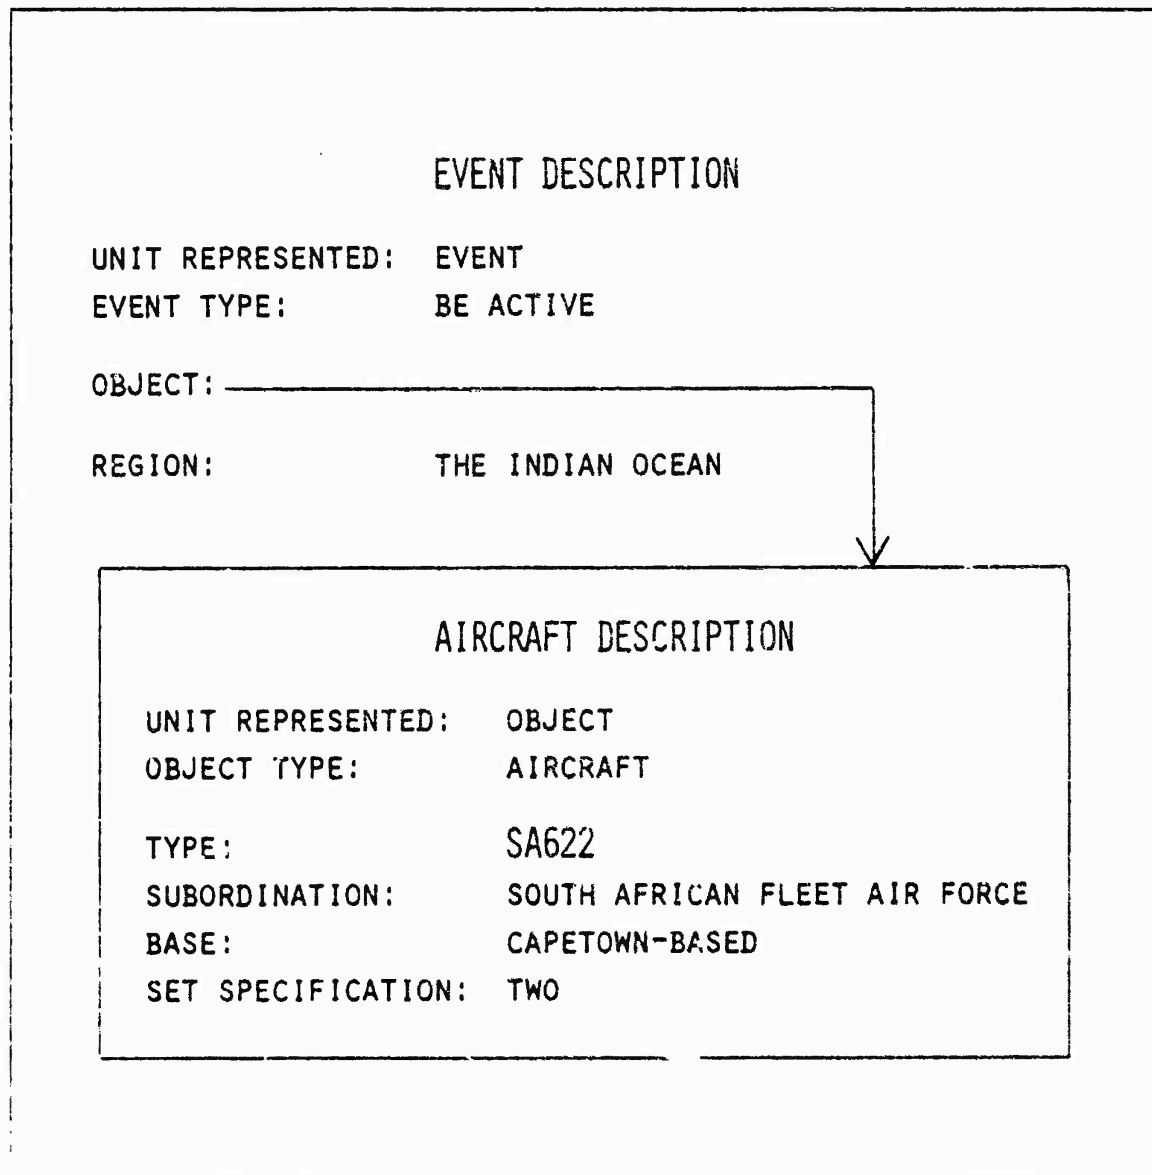 EVENT DESCRIPTION
UNIT REPRESENTED: EVENT
EVENT TYPE: BE ACTIVE
OBJECT:
REGION: THE INDIAN OCEAN
AIRCRAFT DESCRIPTION
UNIT REPRESENTED: OBJECT
OBJECT TYPE: AIRCRAFT
TYPE: SA622
SUBORDINATION: SOUTH AFRICAN FLEET AIR FORCE
BASE: CAPETOWN-BASED
SET SPECIFICATION: TWO